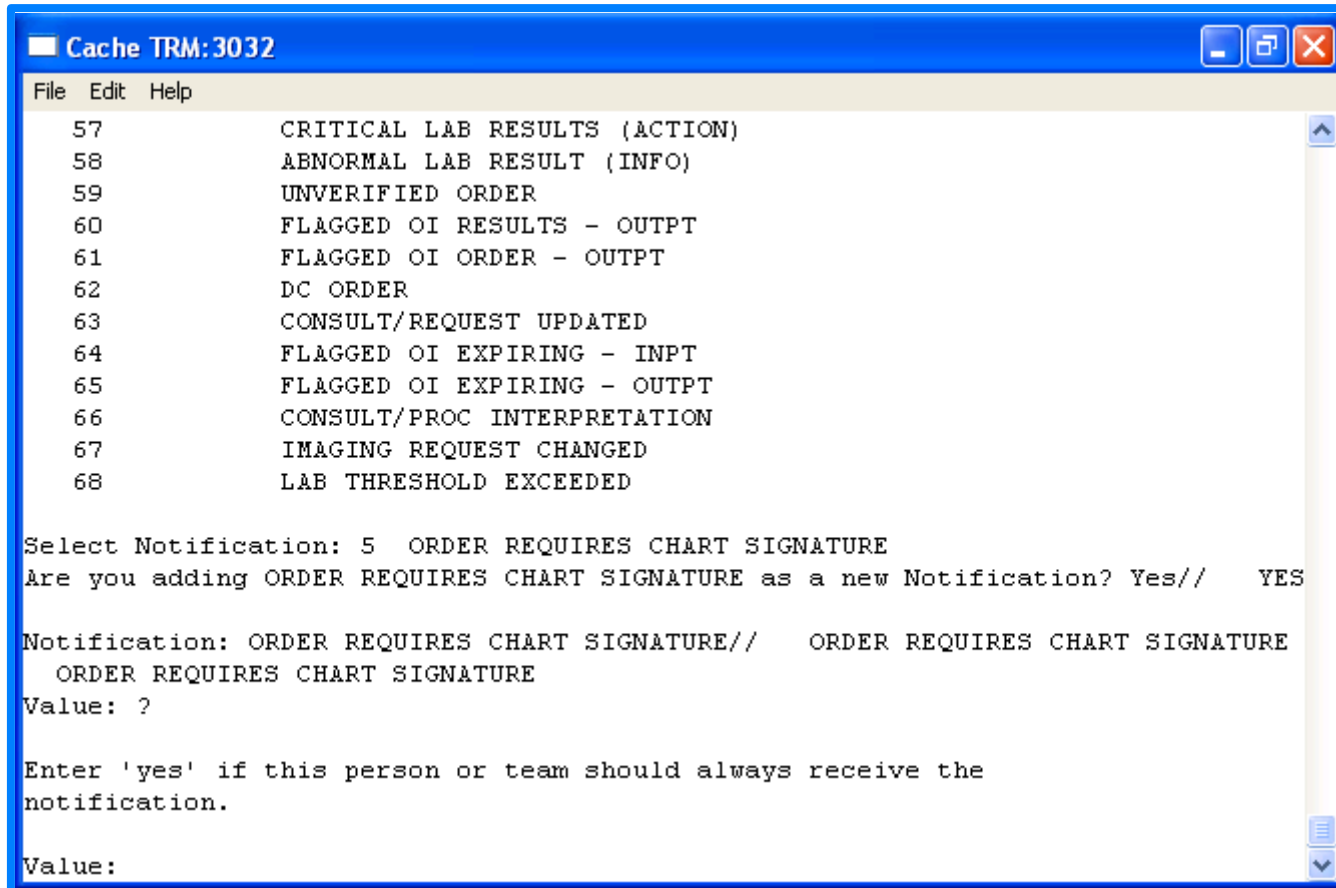 Cache TRM:3032
File Edit Help
57 CRITICAL LAB RESULTS (ACTION)
58 ABNORMAL LAB RESULT (INFO)
59 UNVERIFIED ORDER
60 FLAGGED OI RESULTS - OUTPT
61 FLAGGED OI ORDER - OUTPT
62 DC ORDER
63 CONSULT/REQUEST UPDATED
64 FLAGGED OI EXPIRING - INPT
65 FLAGGED OI EXPIRING - OUTPT
66 CONSULT/PROC INTERPRETATION
67 IMAGING REQUEST CHANGED
68 LAB THRESHOLD EXCEEDED
Select Notification: 5 ORDER REQUIRES CHART SIGNATURE
Are you adding ORDER REQUIRES CHART SIGNATURE as a new Notification? Yes// YES
Notification: ORDER REQUIRES CHART SIGNATURE// ORDER REQUIRES CHART SIGNATURE
ORDER REQUIRES CHART SIGNATURE
Value: ?
Enter 'yes' if this person or team should always receive the
notification.
Value: